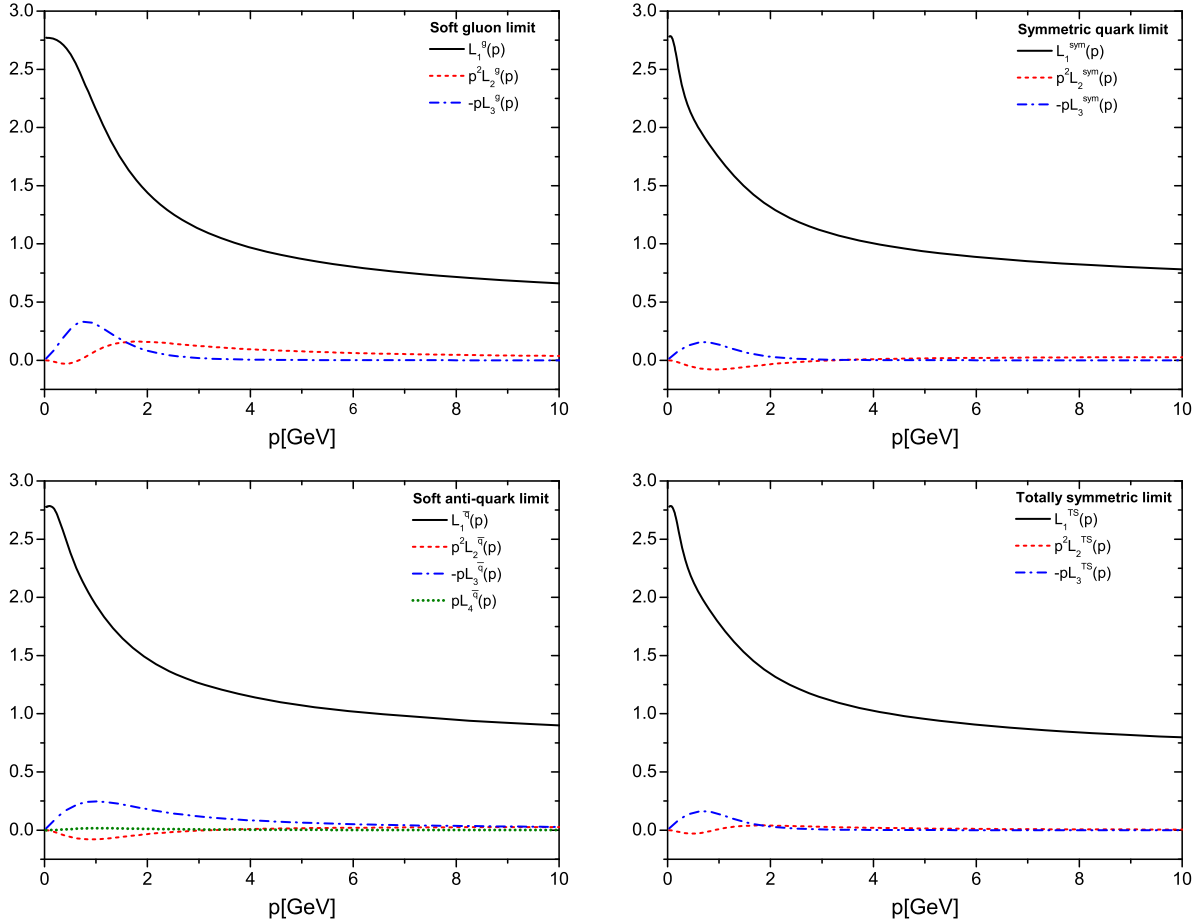 Soft gluon limit
L₁ᵍ(p)
p²L₂ᵍ(p)
-pL₃ᵍ(p)
3.0
2.5
2.0
1.5
1.0
0.5
0.0
0 2 4 6 8 10
p[GeV]
Symmetric quark limit
L₁ˢʸᵐ(p)
p²L₂ˢʸᵐ(p)
-pL₃ˢʸᵐ(p)
3.0
2.5
2.0
1.5
1.0
0.5
0.0
0 2 4 6 8 10
p[GeV]
Soft anti-quark limit
L₁^q̅(p)
p²L₂^q̅(p)
-pL₃^q̅(p)
pL₄^q̅(p)
3.0
2.5
2.0
1.5
1.0
0.5
0.0
0 2 4 6 8 10
p[GeV]
Totally symmetric limit
L₁ᵀˢ(p)
p²L₂ᵀˢ(p)
-pL₃ᵀˢ(p)
3.0
2.5
2.0
1.5
1.0
0.5
0.0
0 2 4 6 8 10
p[GeV]